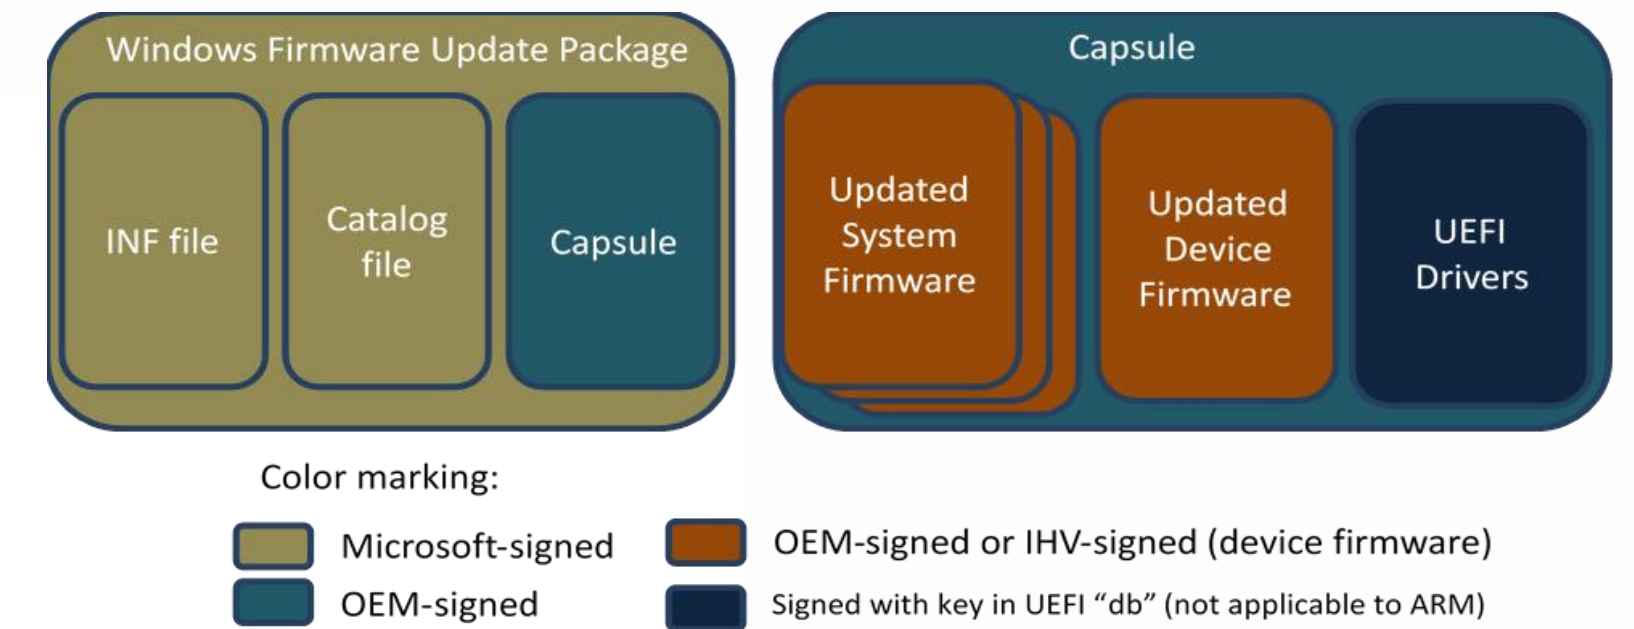 Windows Firmware Update Package
INF file
Catalog
file
Capsule
Capsule
Updated
System
Firmware
Updated
Device
Firmware
UEFI
Drivers
Color marking:
Microsoft-signed
OEM-signed
OEM-signed or IHV-signed (device firmware)
Signed with key in UEFI “db” (not applicable to ARM)